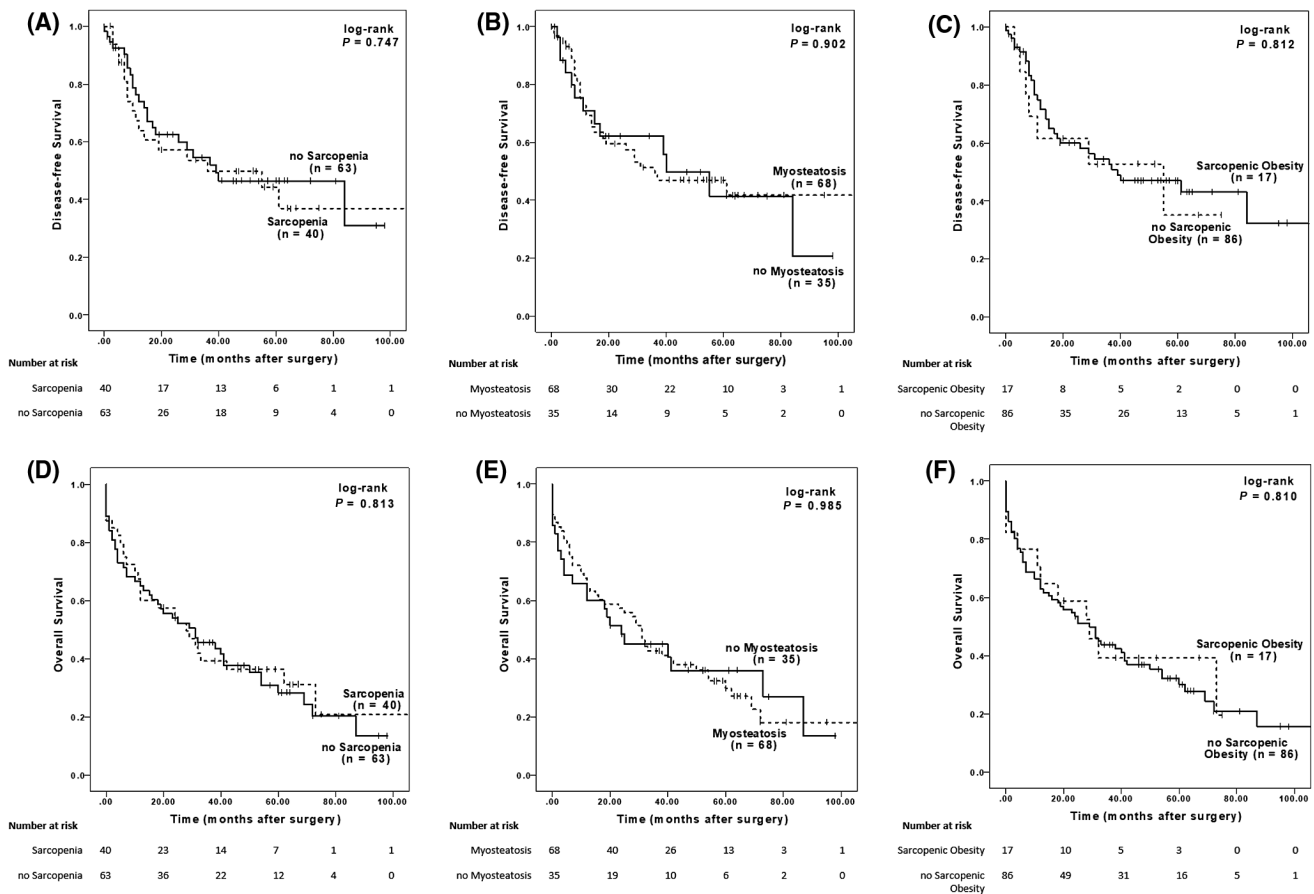 (A)
log-rank
P = 0.747
1.0
0.8
0.6
0.4
0.2
0.0
Disease-free Survival
no Sarcopenia
(n = 63)
Sarcopenia
(n = 40)
.00 20.00 40.00 60.00 80.00 100.00
Time (months after surgery)
Number at risk
Sarcopenia 40 17 13 6 1 1
no Sarcopenia 63 26 18 9 4 0
(B)
log-rank
P = 0.902
1.0
0.8
0.6
0.4
0.2
0.0
Disease-free Survival
Myosteatosis
(n = 68)
no Myosteatosis
(n = 35)
.00 20.00 40.00 60.00 80.00 100.00
Time (months after surgery)
Number at risk
Myosteatosis 68 30 22 10 3 1
no Myosteatosis 35 14 9 5 2 0
(C)
log-rank
P = 0.812
1.0
0.8
0.6
0.4
0.2
0.0
Disease-free Survival
Sarcopenic Obesity
(n = 17)
no Sarcopenic
Obesity (n = 86)
.00 20.00 40.00 60.00 80.00 100.00
Time (months after surgery)
Number at risk
Sarcopenic Obesity 17 8 5 2 0 0
no Sarcopenic 86 35 26 13 5 1
Obesity
(D)
log-rank
P = 0.813
1.0
0.8
0.6
0.4
0.2
0.0
Overall Survival
Sarcopenia
(n = 40)
no Sarcopenia
(n = 63)
.00 20.00 40.00 60.00 80.00 100.00
Time (months after surgery)
Number at risk
Sarcopenia 40 23 14 7 1 1
no Sarcopenia 63 36 22 12 4 0
(E)
log-rank
P = 0.985
1.0
0.8
0.6
0.4
0.2
0.0
Overall Survival
no Myosteatosis
(n = 35)
Myosteatosis
(n = 68)
.00 20.00 40.00 60.00 80.00 100.00
Time (months after surgery)
Number at risk
Myosteatosis 68 40 26 13 3 1
no Myosteatosis 35 19 10 6 2 0
(F)
log-rank
P = 0.810
1.0
0.8
0.6
0.4
0.2
0.0
Overall Survival
Sarcopenic Obesity
(n = 17)
no Sarcopenic
Obesity (n = 86)
.00 20.00 40.00 60.00 80.00 100.00
Time (months after surgery)
Number at risk
Sarcopenic Obesity 17 10 5 3 0 0
no Sarcopenic 86 49 31 16 5 1
Obesity